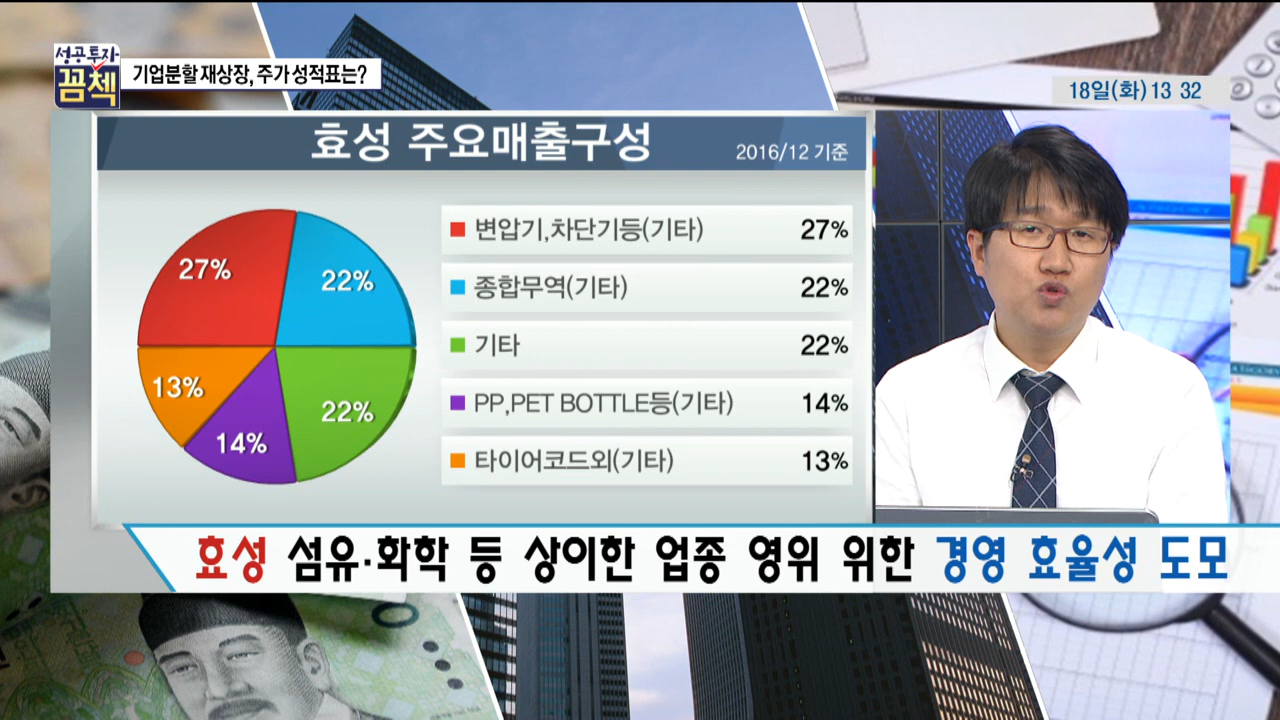 성공투자
꼼첵
기업분할 재상장, 주가 성적표는?
18일(화) 13 32
효성 주요매출구성
2016/12 기준
27%
22%
22%
14%
13%
변압기,차단기등(기타) 27%
종합무역(기타) 22%
기타 22%
PP,PET BOTTLE등(기타) 14%
타이어코드외(기타) 13%
효성 섬유·화학 등 상이한 업종 영위 위한 경영 효율성 도모